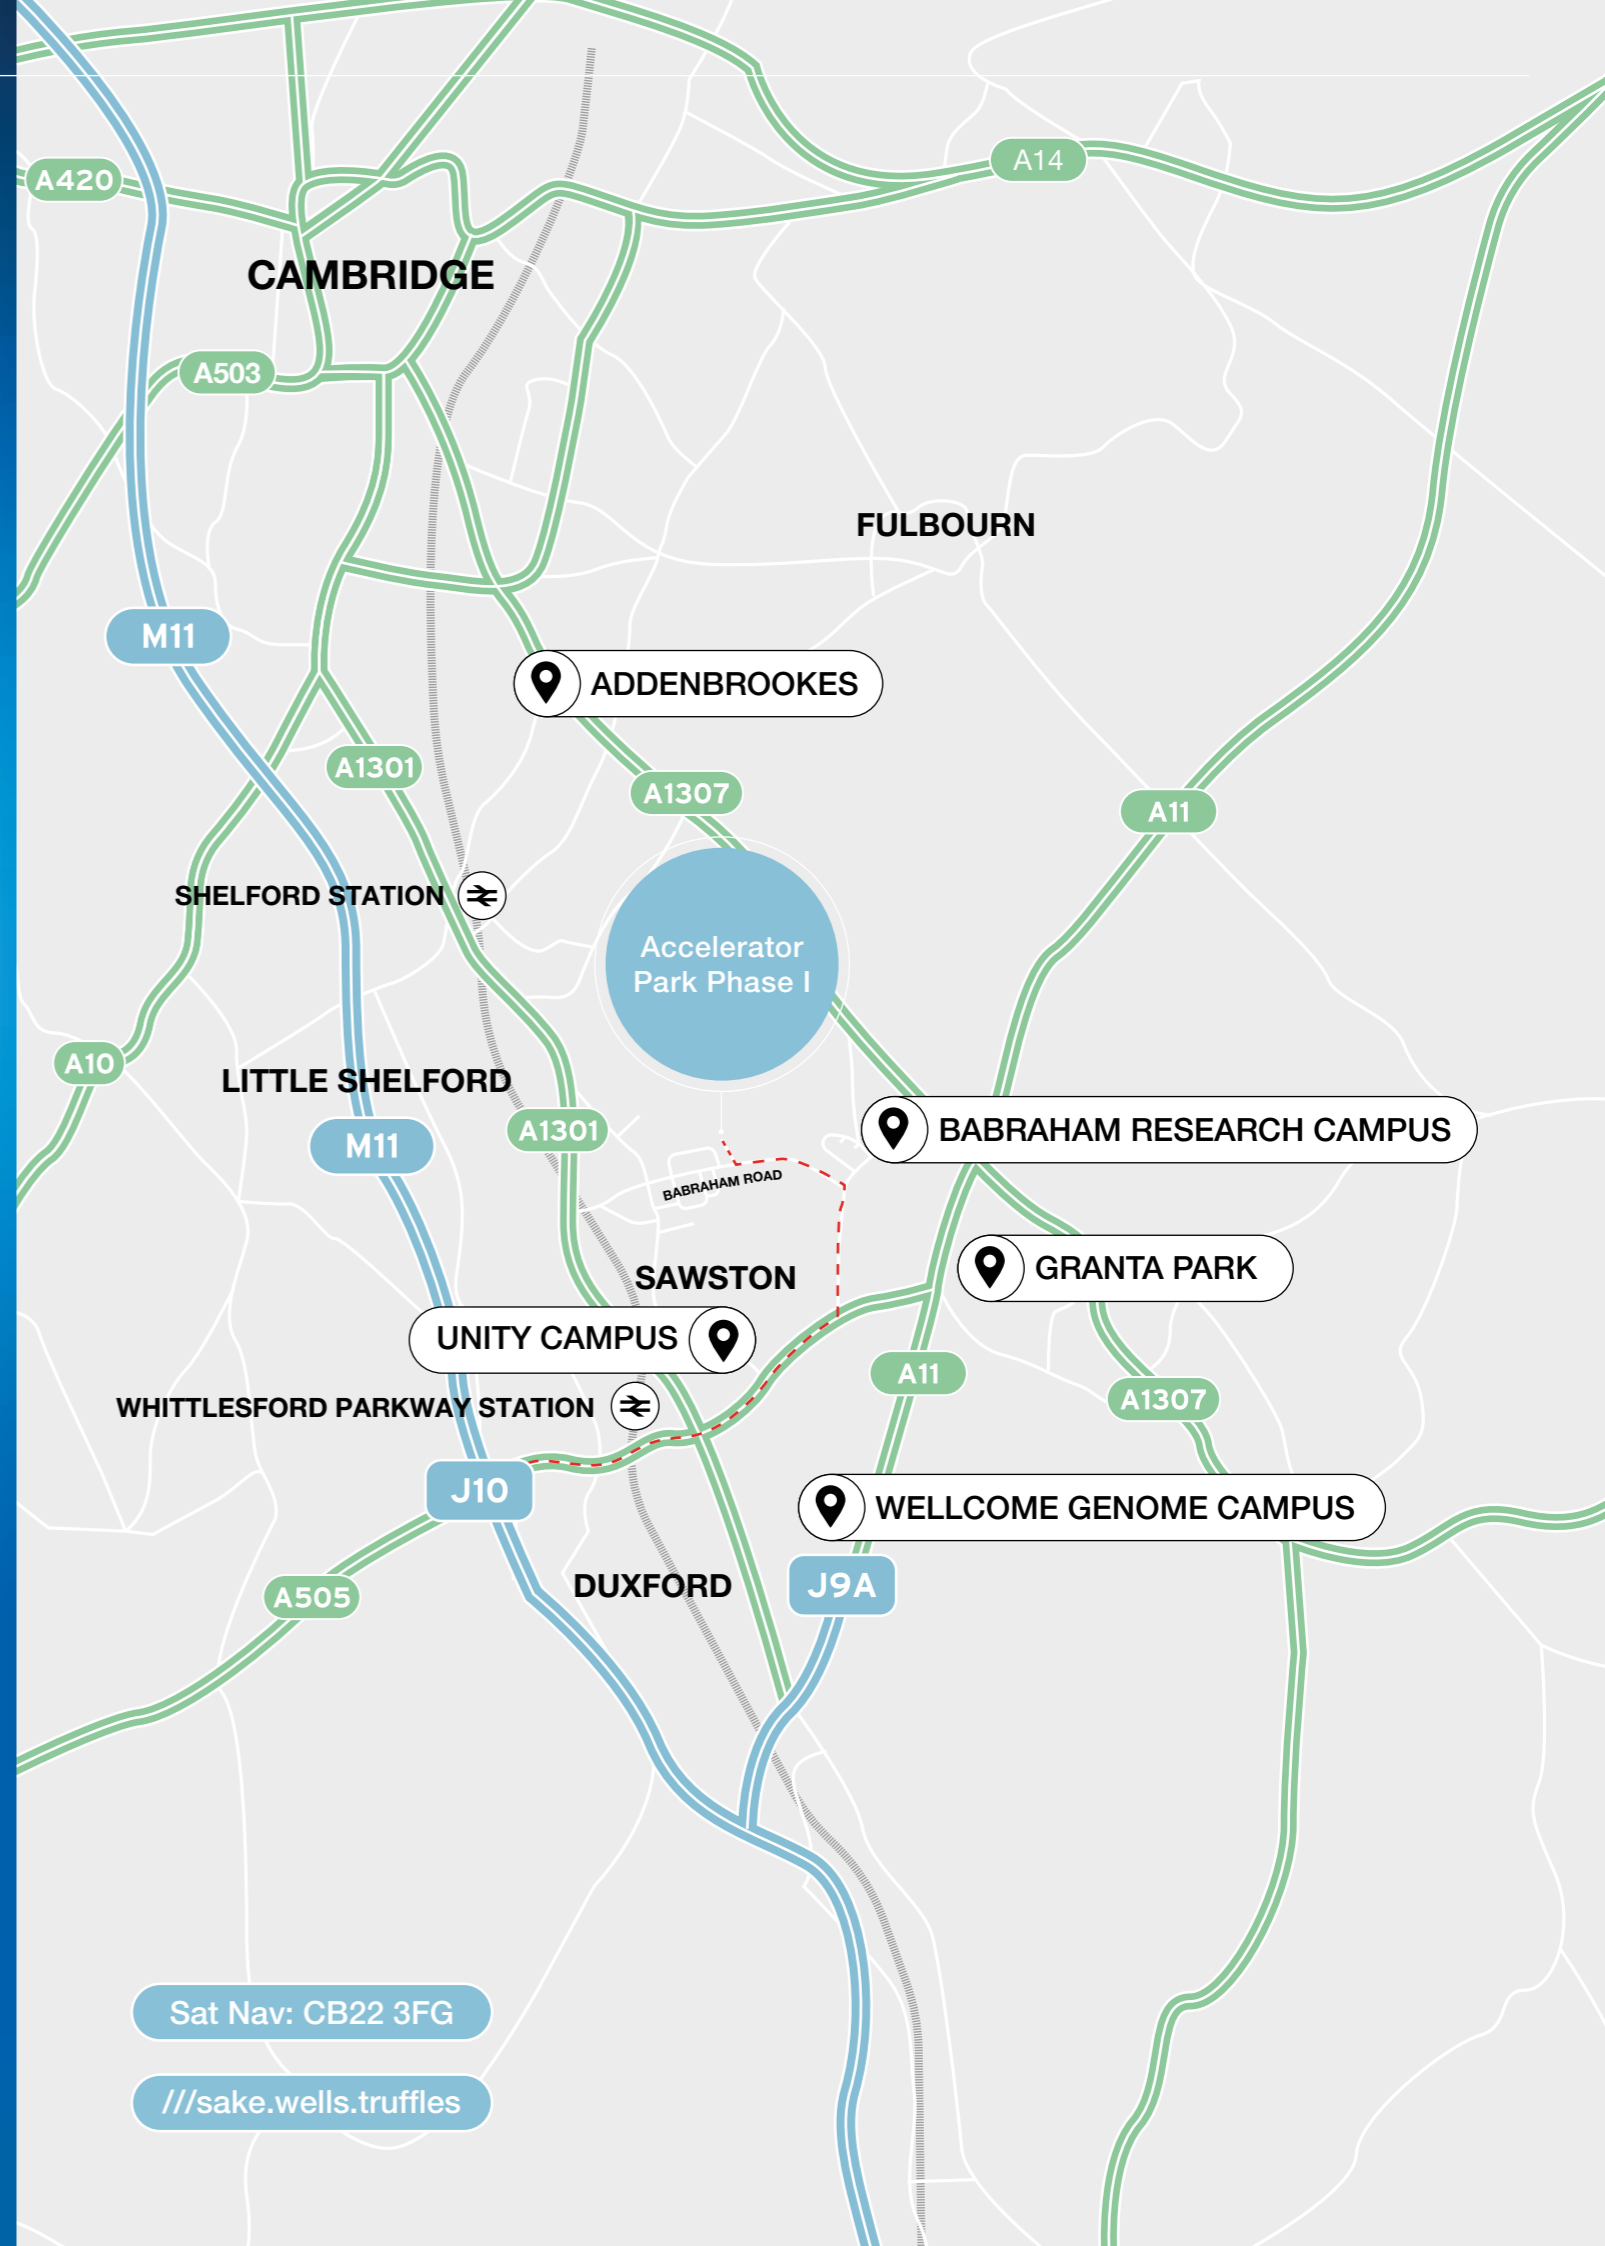 A14
A420
CAMBRIDGE
A503
FULBOURN
M11
ADDENBROOKES
A1301
A1307
A11
SHELFORD STATION
Accelerator
Park Phase I
A10
LITTLE SHELFORD
M11
A1301
BABRAHAM RESEARCH CAMPUS
BABRAHAM ROAD
SAWSTON
GRANTA PARK
UNITY CAMPUS
A11
A1307
WHITTLESFORD PARKWAY STATION
J10
WELLCOME GENOME CAMPUS
DUXFORD
J9A
A505
Sat Nav: CB22 3FG
///sake.wells.truffles